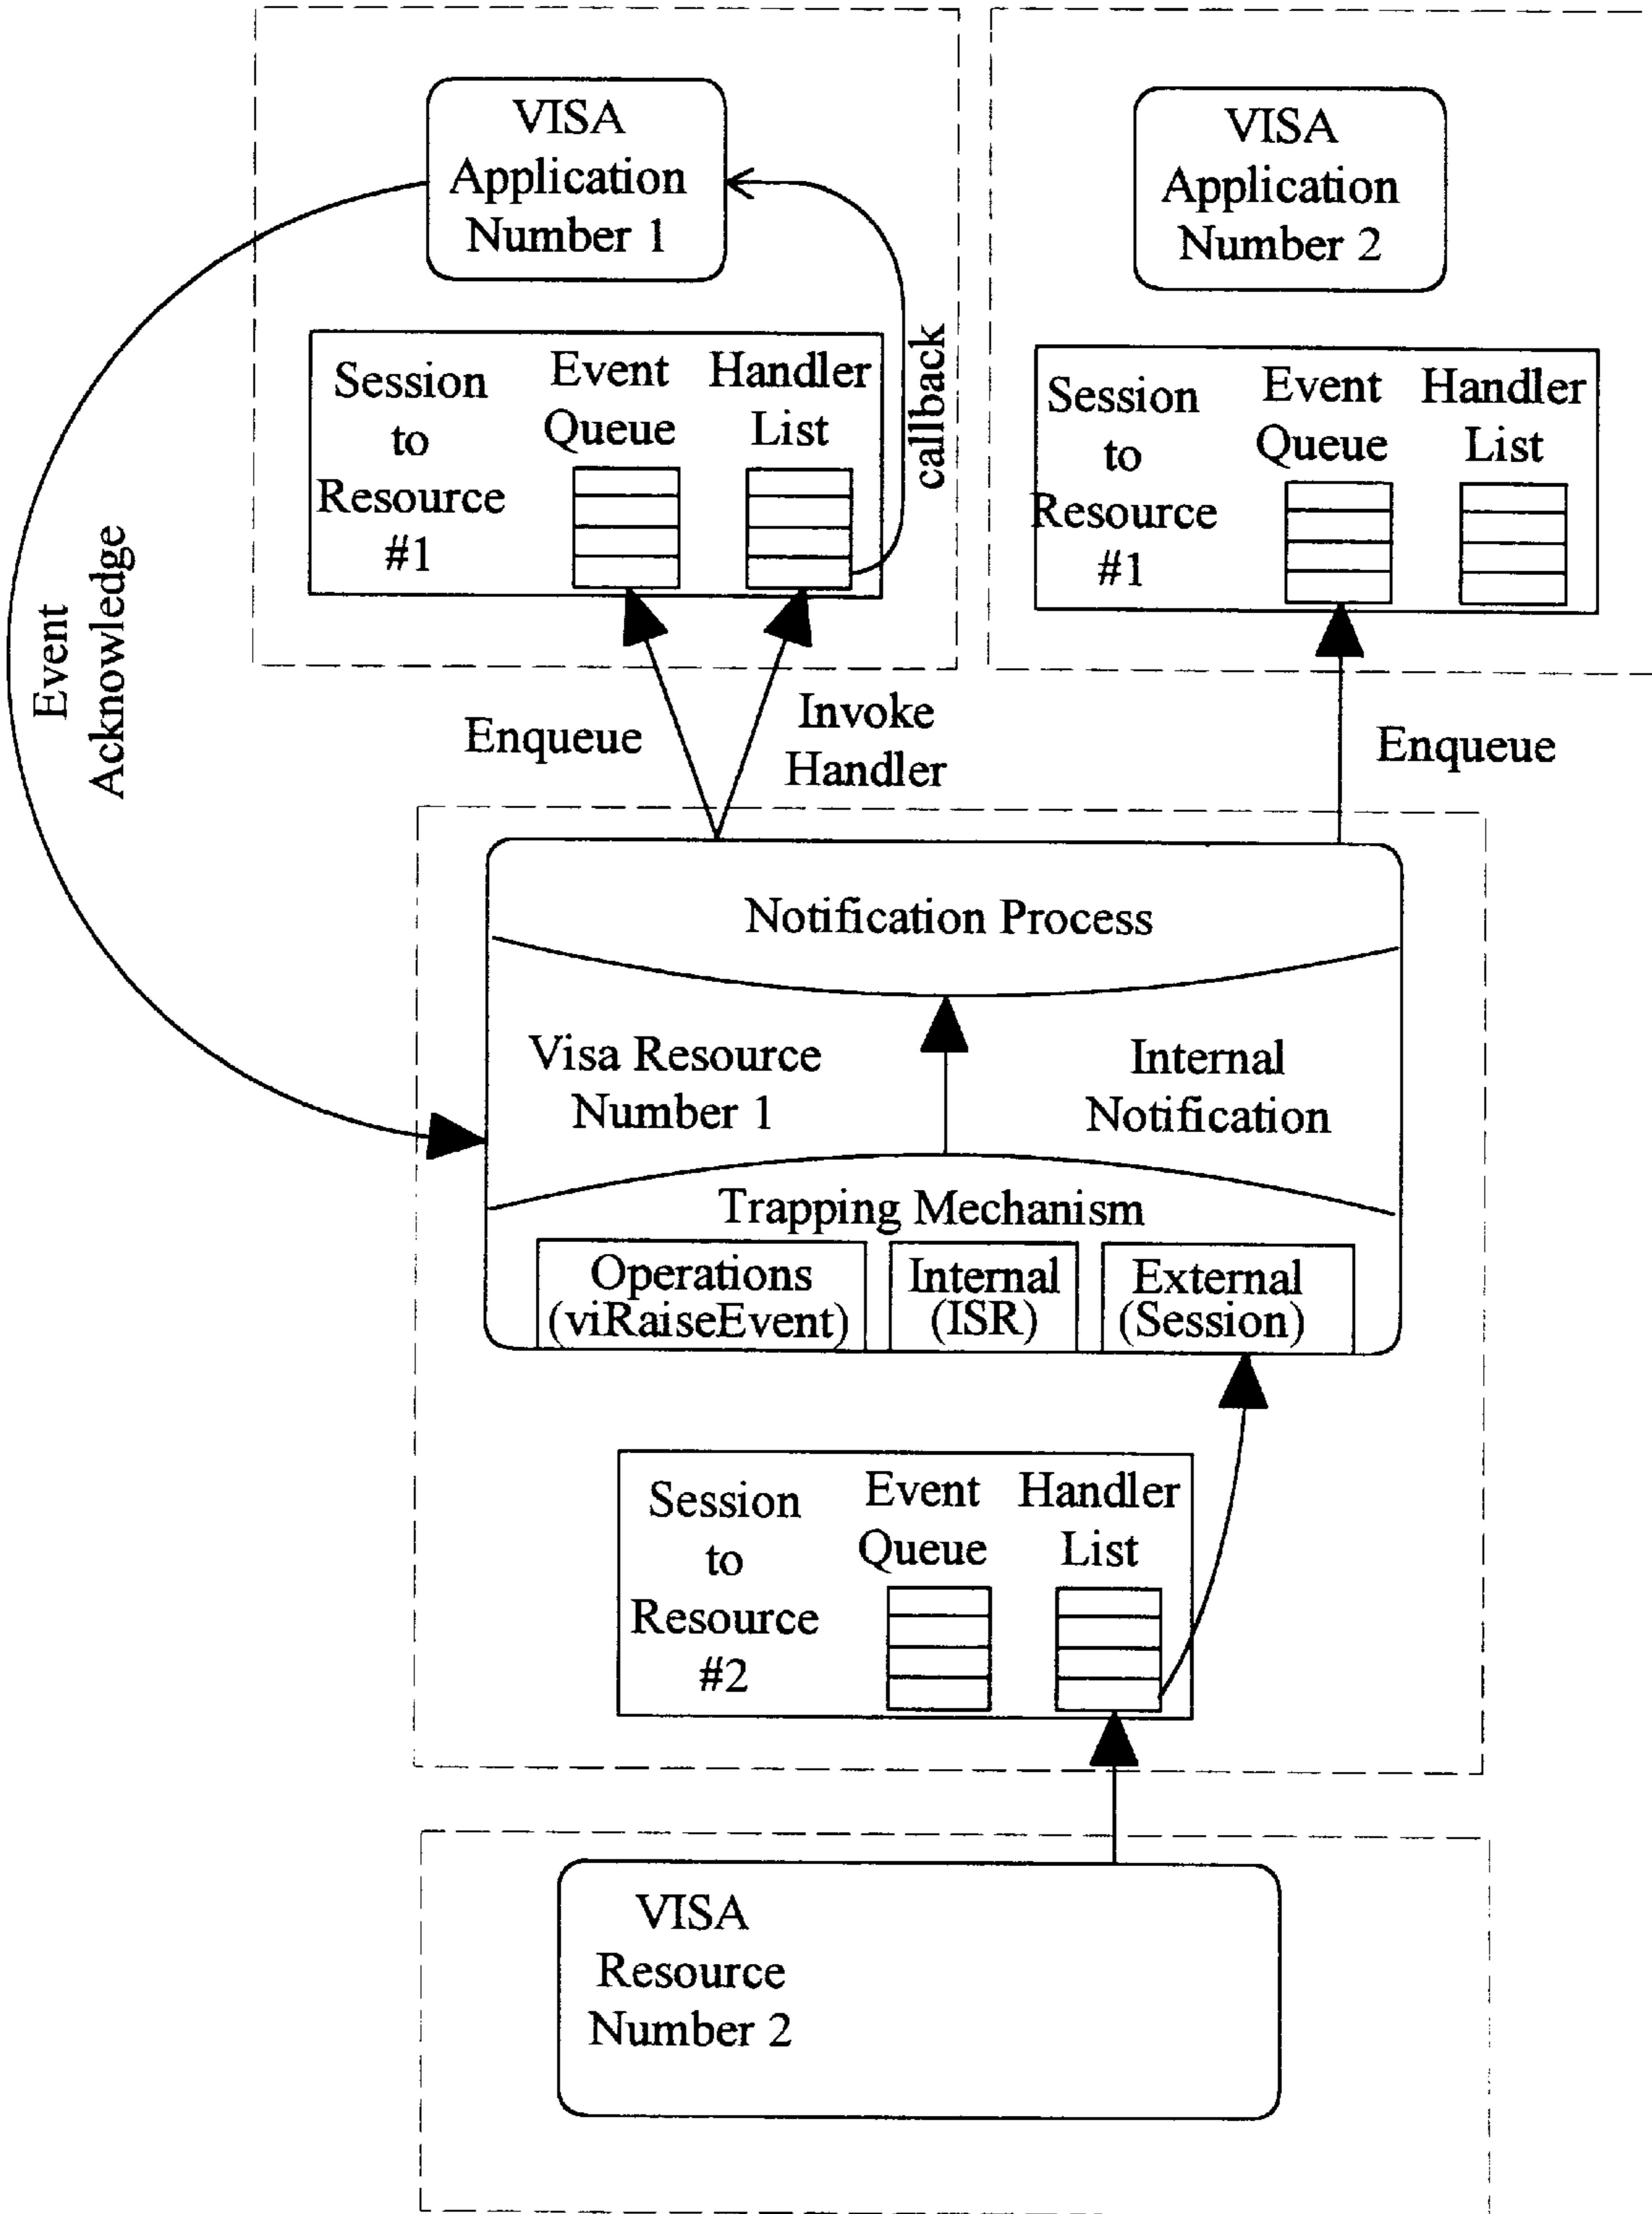 VISA
Application
Number 1
VISA
Application
Number 2
Session
to
Resource
#1
Event
Queue
Handler
List
callback
Session
to
Resource
#1
Event
Queue
Handler
List
Event
Acknowledge
Enqueue
Invoke
Handler
Enqueue
Notification Process
Visa Resource
Number 1
Internal
Notification
Trapping Mechanism
Operations
(viRaiseEvent)
Internal
(ISR)
External
(Session)
Session
to
Resource
#2
Event
Queue
Handler
List
VISA
Resource
Number 2